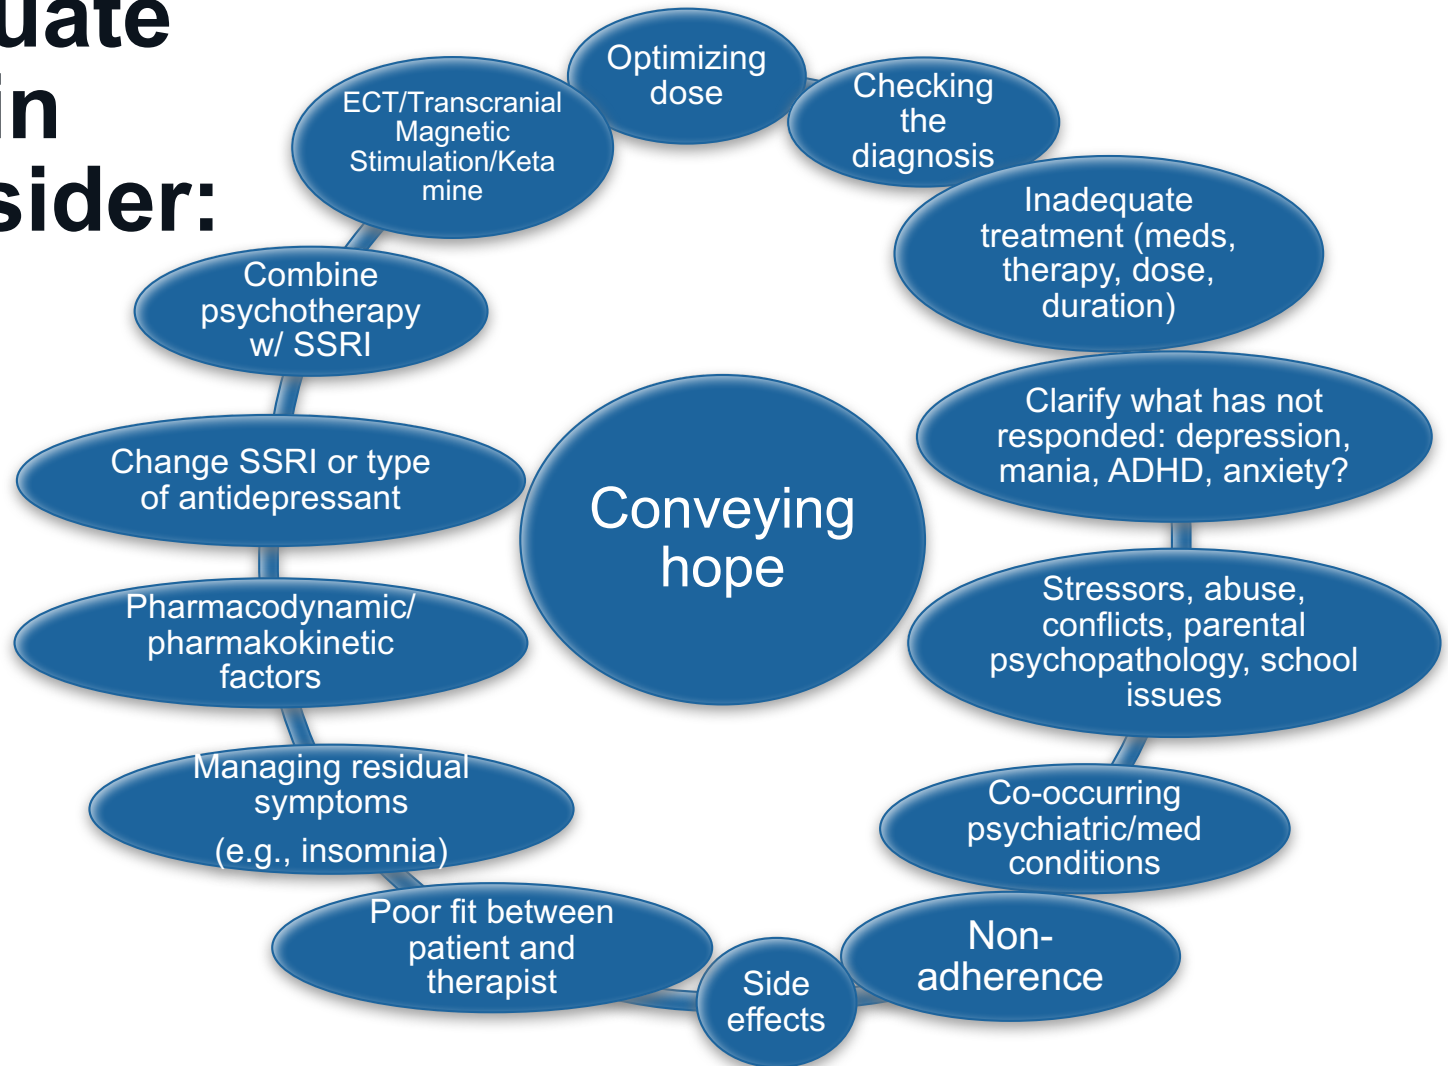 uate
in
sider:
Optimizing
dose
Checking
the
diagnosis
Inadequate
treatment (meds,
therapy, dose,
duration)
Clarify what has not
responded: depression,
mania, ADHD, anxiety?
Stressors, abuse,
conflicts, parental
psychopathology, school
issues
Co-occurring
psychiatric/med
conditions
Non-
adherence
Side
effects
Poor fit between
patient and
therapist
Managing residual
symptoms
(e.g., insomnia)
Pharmacodynamic/
pharmakokinetic
factors
Change SSRI or type
of antidepressant
Combine
psychotherapy
w/ SSRI
ECT/Transcranial
Magnetic
Stimulation/Keta
mine
Conveying
hope